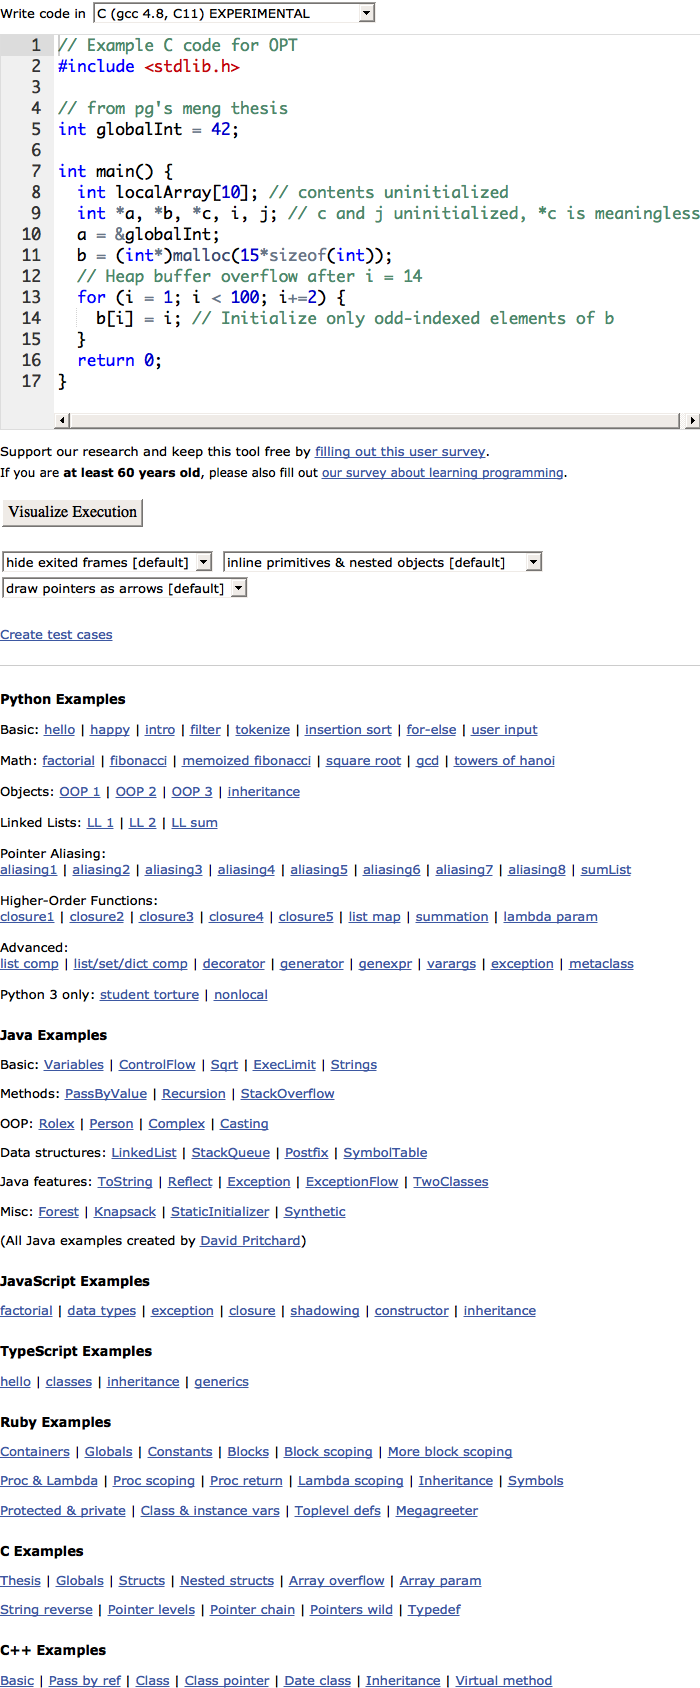 Write code in C (gcc 4.8, C11) EXPERIMENTAL
1 // Example C code for OPT
2 #include <stdlib.h>
3
4 // from pg's meng thesis
5 int globalInt = 42;
6
7 int main() {
8 int localArray[10]; // contents uninitialized
9 int *a, *b, *c, i, j; // c and j uninitialized, *c is meaningless
10 a = &globalInt;
11 b = (int*)malloc(15*sizeof(int));
12 // Heap buffer overflow after i = 14
13 for (i = 1; i < 100; i+=2) {
14 b[i] = i; // Initialize only odd-indexed elements of b
15 }
16 return 0;
17 }
Support our research and keep this tool free by filling out this user survey.
If you are at least 60 years old, please also fill out our survey about learning programming.
Visualize Execution
hide exited frames [default] inline primitives & nested objects [default]
draw pointers as arrows [default]
Create test cases
Python Examples
Basic: hello | happy | intro | filter | tokenize | insertion sort | for-else | user input
Math: factorial | fibonacci | memoized fibonacci | square root | gcd | towers of hanoi
Objects: OOP 1 | OOP 2 | OOP 3 | inheritance
Linked Lists: LL 1 | LL 2 | LL sum
Pointer Aliasing:
aliasing1 | aliasing2 | aliasing3 | aliasing4 | aliasing5 | aliasing6 | aliasing7 | aliasing8 | sumList
Higher-Order Functions:
closure1 | closure2 | closure3 | closure4 | closure5 | list map | summation | lambda param
Advanced:
list comp | list/set/dict comp | decorator | generator | genexpr | varargs | exception | metaclass
Python 3 only: student torture | nonlocal
Java Examples
Basic: Variables | ControlFlow | Sqrt | ExecLimit | Strings
Methods: PassByValue | Recursion | StackOverflow
OOP: Rolex | Person | Complex | Casting
Data structures: LinkedList | StackQueue | Postfix | SymbolTable
Java features: ToString | Reflect | Exception | ExceptionFlow | TwoClasses
Misc: Forest | Knapsack | StaticInitializer | Synthetic
(All Java examples created by David Pritchard)
JavaScript Examples
factorial | data types | exception | closure | shadowing | constructor | inheritance
TypeScript Examples
hello | classes | inheritance | generics
Ruby Examples
Containers | Globals | Constants | Blocks | Block scoping | More block scoping
Proc & Lambda | Proc scoping | Proc return | Lambda scoping | Inheritance | Symbols
Protected & private | Class & instance vars | Toplevel defs | Megagreeter
C Examples
Thesis | Globals | Structs | Nested structs | Array overflow | Array param
String reverse | Pointer levels | Pointer chain | Pointers wild | Typedef
C++ Examples
Basic | Pass by ref | Class | Class pointer | Date class | Inheritance | Virtual method